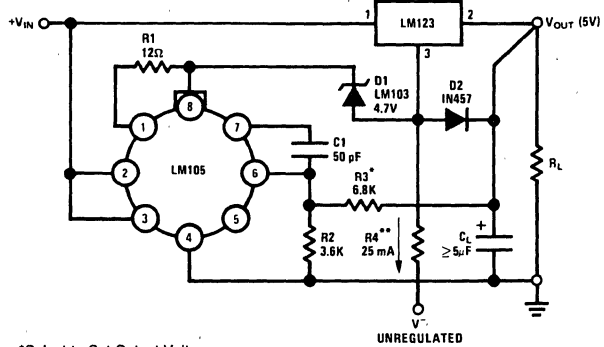 +VIN
1
LM123
2
VOUT (5V)
3
R1
12Ω
D1
LM103
4.7V
D2
IN457
8
1
7
2
LM105
6
3
5
4
C1
50 pF
R3*
6.8K
RL
R2
3.6K
R4**
25 mA
+
CL
≥5μF
V-
UNREGULATED